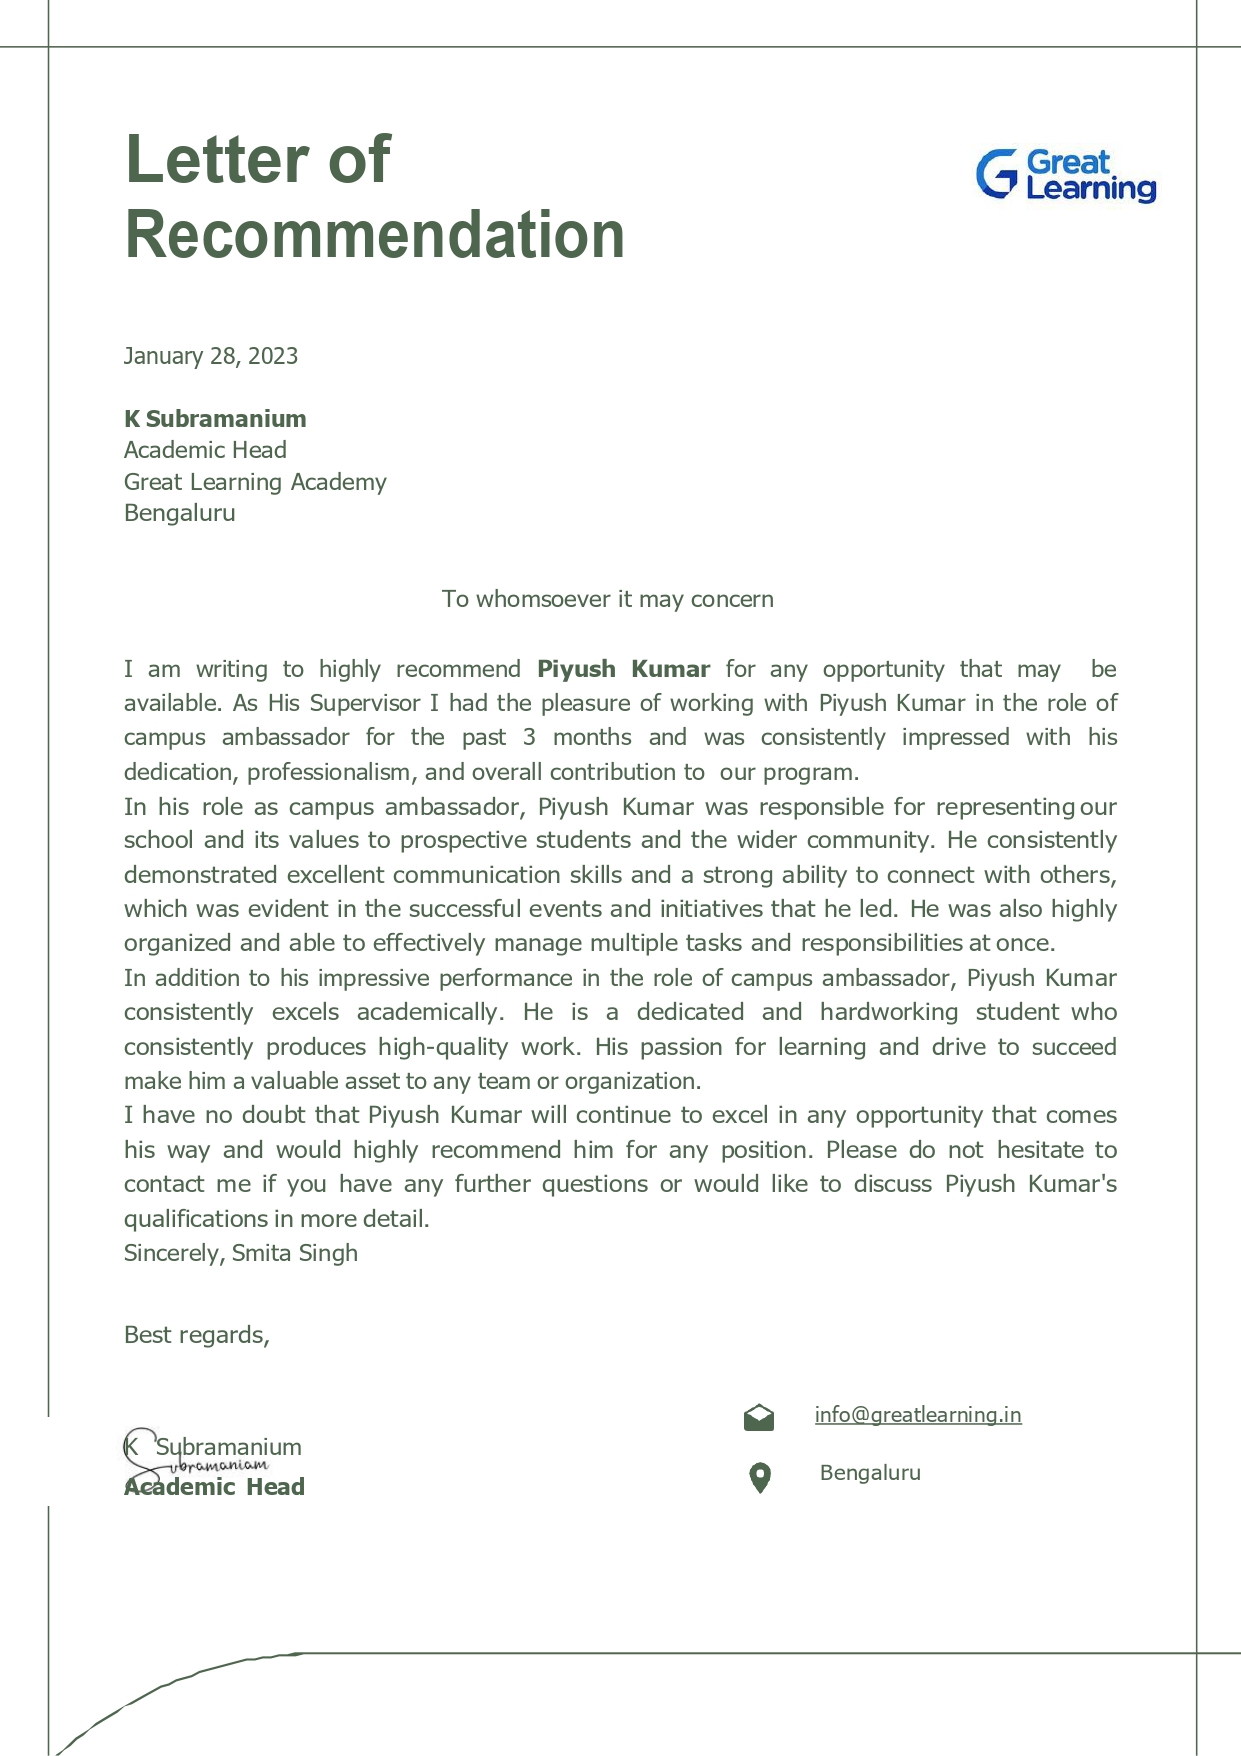 Letter of
Recommendation
Great
Learning
January 28, 2023
K Subramanium
Academic Head
Great Learning Academy
Bengaluru
To whomsoever it may concern
I am writing to highly recommend Piyush Kumar for any opportunity that may be
available. As His Supervisor I had the pleasure of working with Piyush Kumar in the role of
campus ambassador for the past 3 months and was consistently impressed with his
dedication, professionalism, and overall contribution to our program.
In his role as campus ambassador, Piyush Kumar was responsible for representing our
school and its values to prospective students and the wider community. He consistently
demonstrated excellent communication skills and a strong ability to connect with others,
which was evident in the successful events and initiatives that he led. He was also highly
organized and able to effectively manage multiple tasks and responsibilities at once.
In addition to his impressive performance in the role of campus ambassador, Piyush Kumar
consistently excels academically. He is a dedicated and hardworking student who
consistently produces high-quality work. His passion for learning and drive to succeed
make him a valuable asset to any team or organization.
I have no doubt that Piyush Kumar will continue to excel in any opportunity that comes
his way and would highly recommend him for any position. Please do not hesitate to
contact me if you have any further questions or would like to discuss Piyush Kumar's
qualifications in more detail.
Sincerely, Smita Singh
Best regards,
K Subramanium
Subramaniam
Academic Head
info@greatlearning.in
Bengaluru